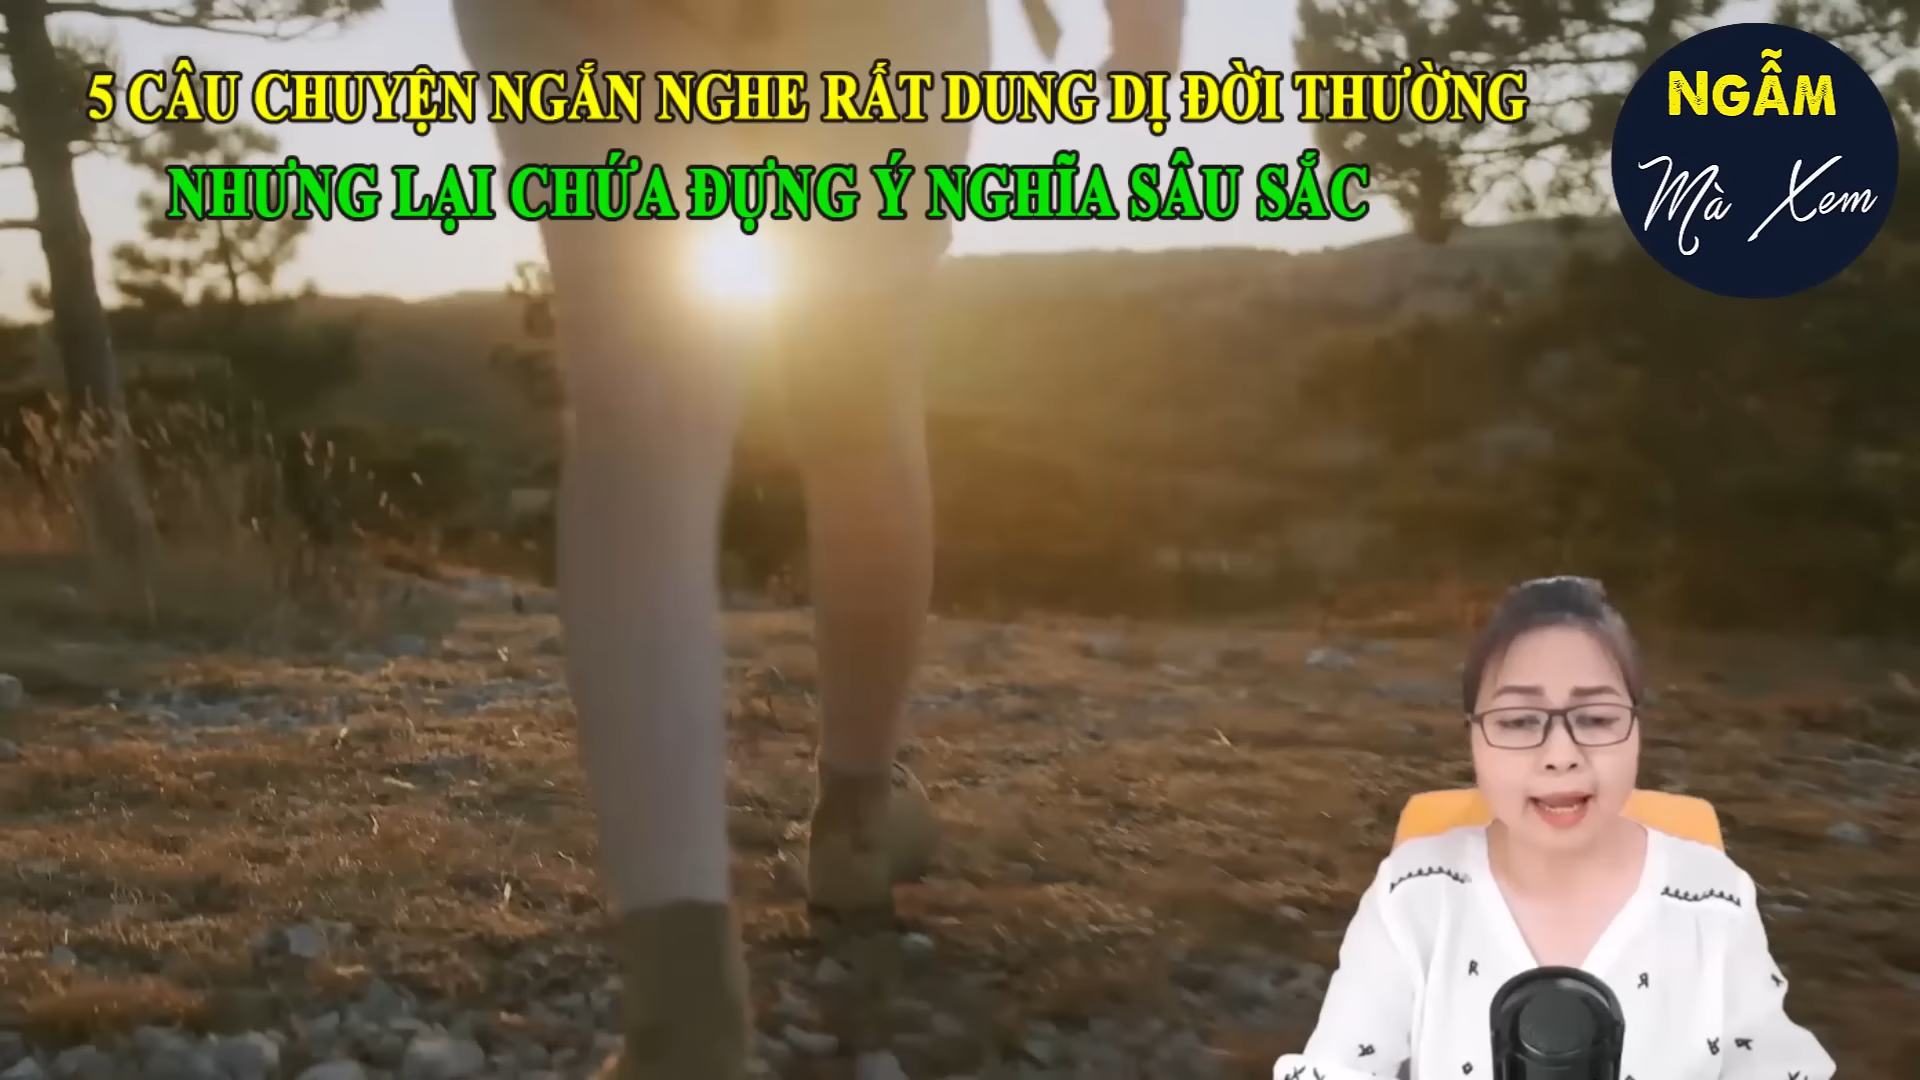 5 CÂU CHUYỆN NGẮN NGHE RẤT DUNG DỊ ĐỜI THƯỜNG
NHƯNG LẠI CHỨA ĐỰNG Ý NGHĨA SÂU SẮC
NGẪM
Mà Xem